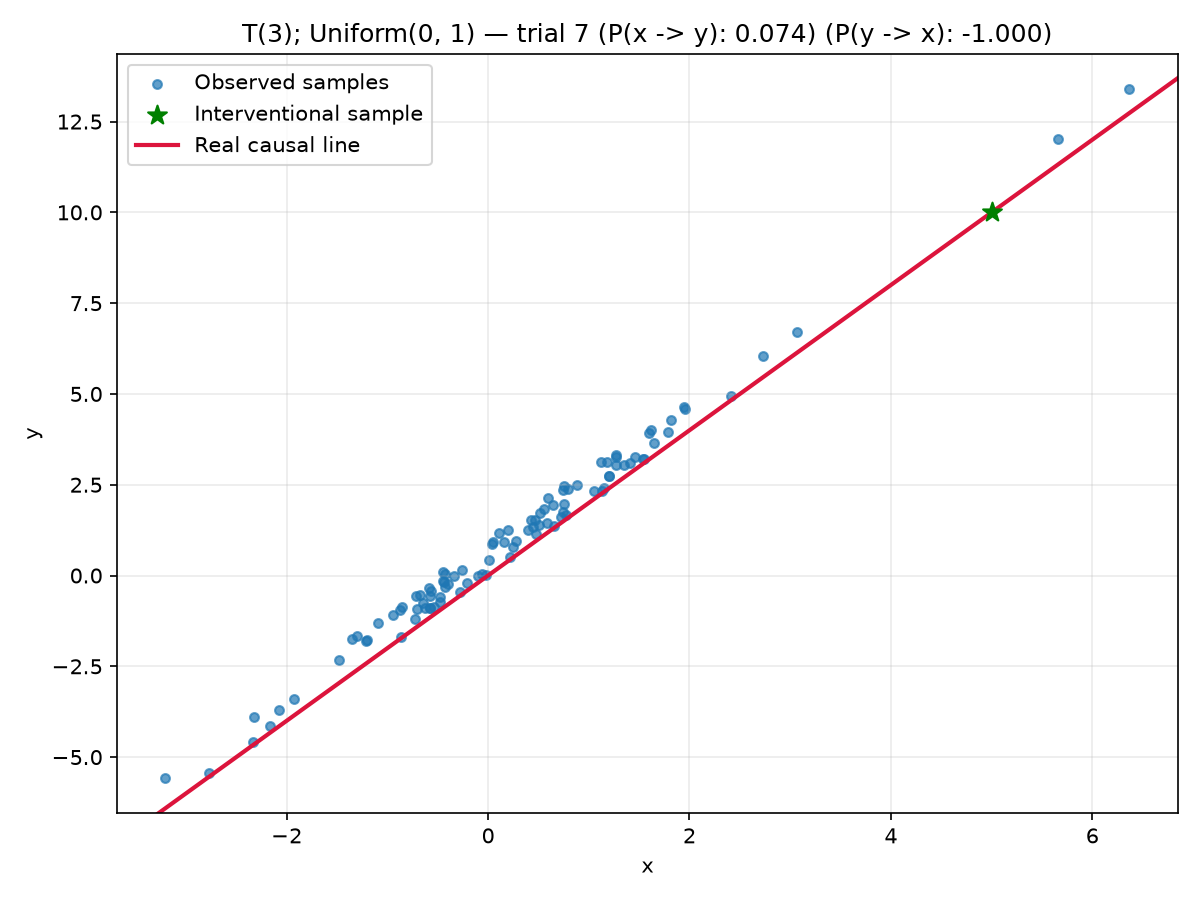 T(3); Uniform(0, 1) — trial 7 (P(x -> y): 0.074) (P(y -> x): -1.000)
Observed samples
Interventional sample
Real causal line
12.5
10.0
7.5
5.0
2.5
0.0
−2.5
−5.0
y
−2 0 2 4 6
x